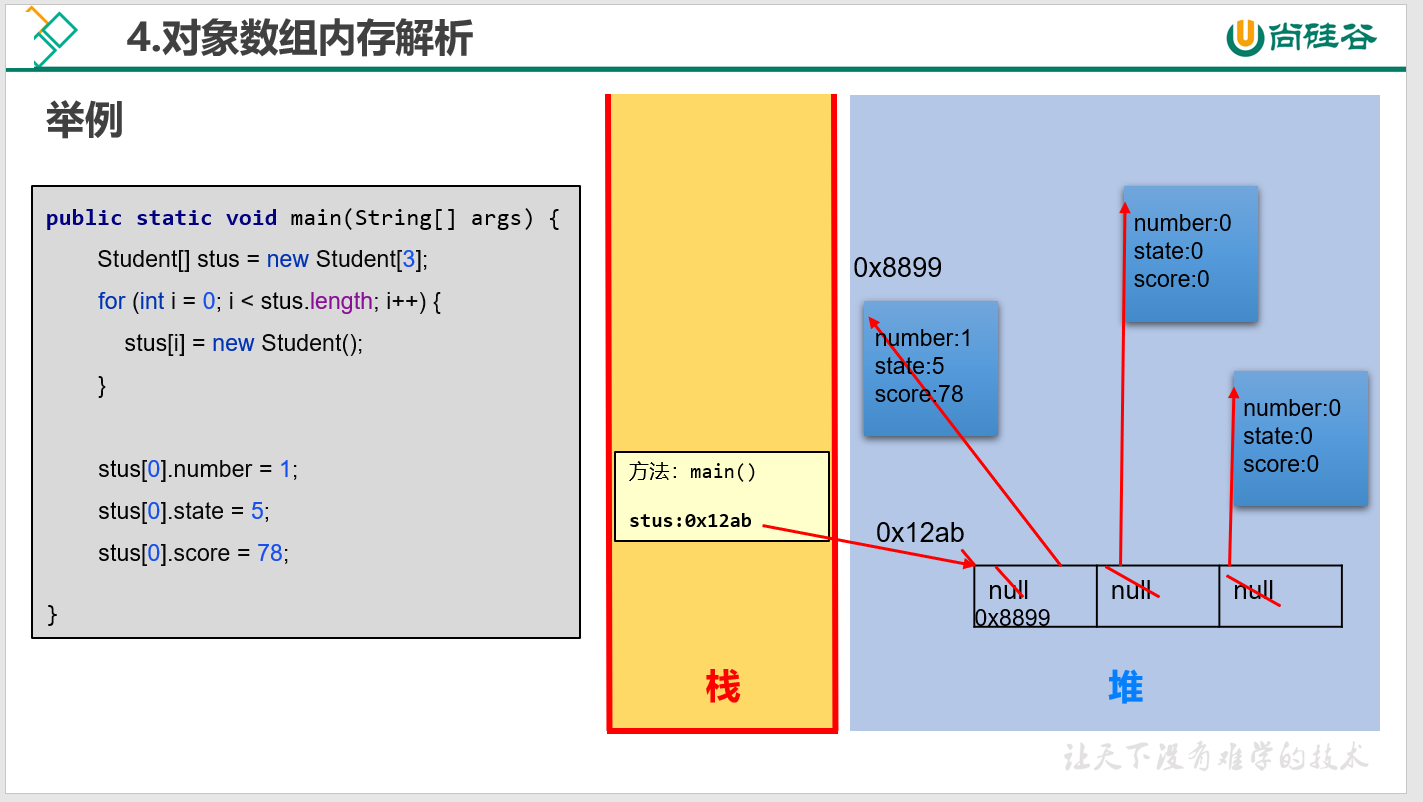 4.对象数组内存解析
尚硅谷
举例
public static void main(String[] args) {
Student[] stus = new Student[3];
for (int i = 0; i < stus.length; i++) {
stus[i] = new Student();
}
stus[0].number = 1;
stus[0].state = 5;
stus[0].score = 78;
}
方法：main()
stus:0x12ab
栈
0x8899
number:1
state:5
score:78
number:0
state:0
score:0
number:0
state:0
score:0
0x12ab
null
0x8899
null
null
堆
让天下没有难学的技术